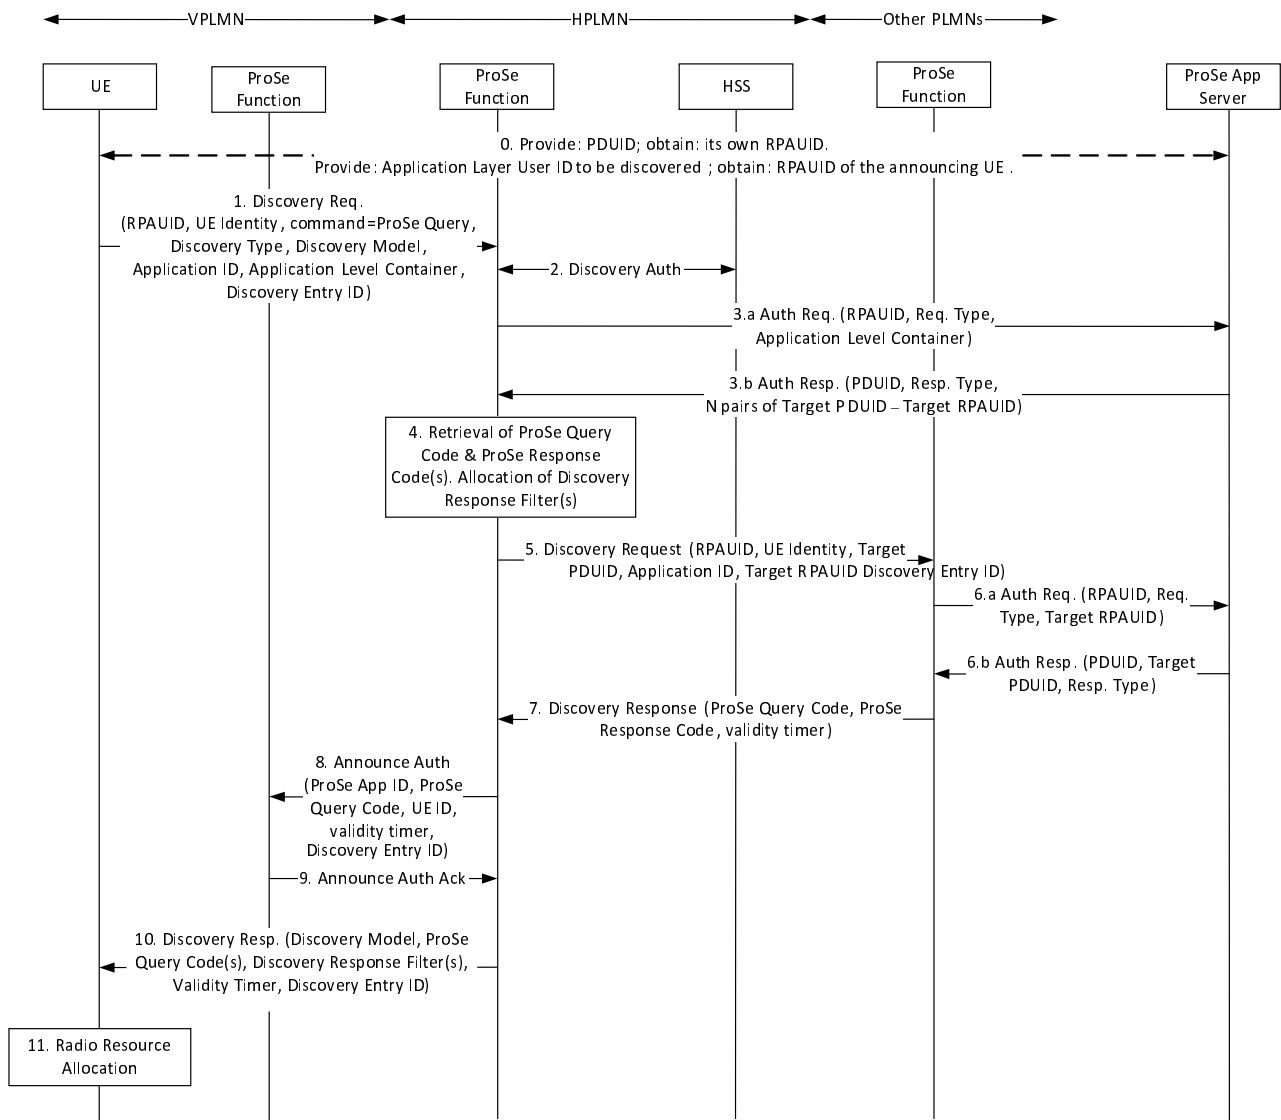 VPLMN
HPLMN
Other PLMNs
UE
ProSe
Function
ProSe
Function
HSS
ProSe
Function
ProSe App
Server
0. Provide: PDUID; obtain: its own RPAUID.
Provide: Application Layer User ID to be discovered ; obtain: RPAUID of the announcing UE .
1. Discovery Req.
(RPAUID, UE Identity, command=ProSe Query,
Discovery Type, Discovery Model,
Application ID, Application Level Container,
Discovery Entry ID)
2. Discovery Auth
3.a Auth Req. (RPAUID, Req. Type,
Application Level Container)
3.b Auth Resp. (PDUID, Resp. Type,
N pairs of Target PDUID – Target RPAUID)
4. Retrieval of ProSe Query
Code & ProSe Response
Code(s). Allocation of Discovery
Response Filter(s)
5. Discovery Request (RPAUID, UE Identity, Target
PDUID, Application ID, Target RPAUID Discovery Entry ID)
6.a Auth Req. (RPAUID, Req.
Type, Target RPAUID)
6.b Auth Resp. (PDUID, Target
PDUID, Resp. Type)
7. Discovery Response (ProSe Query Code, ProSe
Response Code, validity timer)
8. Announce Auth
(ProSe App ID, ProSe
Query Code, UE ID,
validity timer,
Discovery Entry ID)
9. Announce Auth Ack
10. Discovery Resp. (Discovery Model, ProSe
Query Code(s), Discovery Response Filter(s),
Validity Timer, Discovery Entry ID)
11. Radio Resource
Allocation